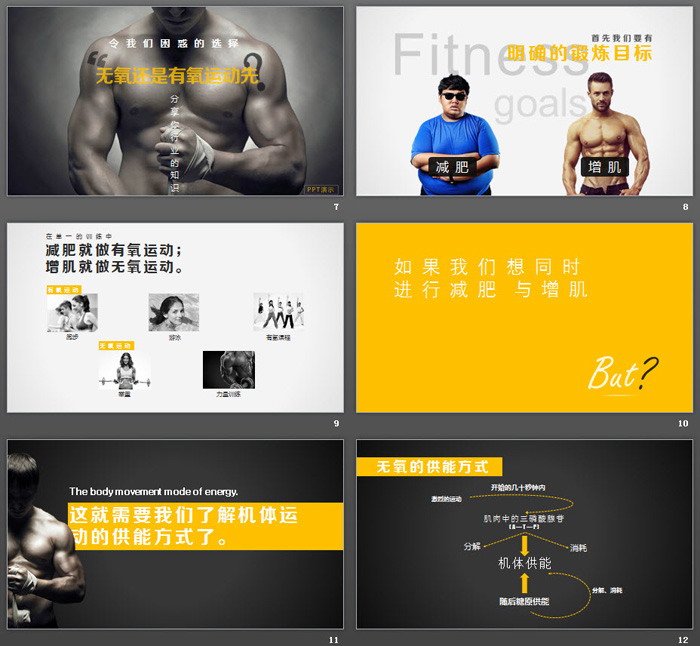 令我们困惑的选择
无氧还是有氧运动先
分享你行业的知识
PPT演示
7
Fitness
goals
首先我们要有
明确的锻炼目标
减肥
增肌
8
在单一的训练中
减肥就做有氧运动；
增肌就做无氧运动。
有氧运动
跑步
游泳
有氧课程
无氧运动
举重
力量训练
9
如果我们想同时
进行减肥 与增肌
But?
10
The body movement mode of energy.
这就需要我们了解机体运
动的供能方式了。
11
无氧的供能方式
开始的几十秒钟内
激烈的运动
肌肉中的三磷酸腺苷
(A—T—P)
分解
消耗
机体供能
分解、消耗
随后糖原供能
12